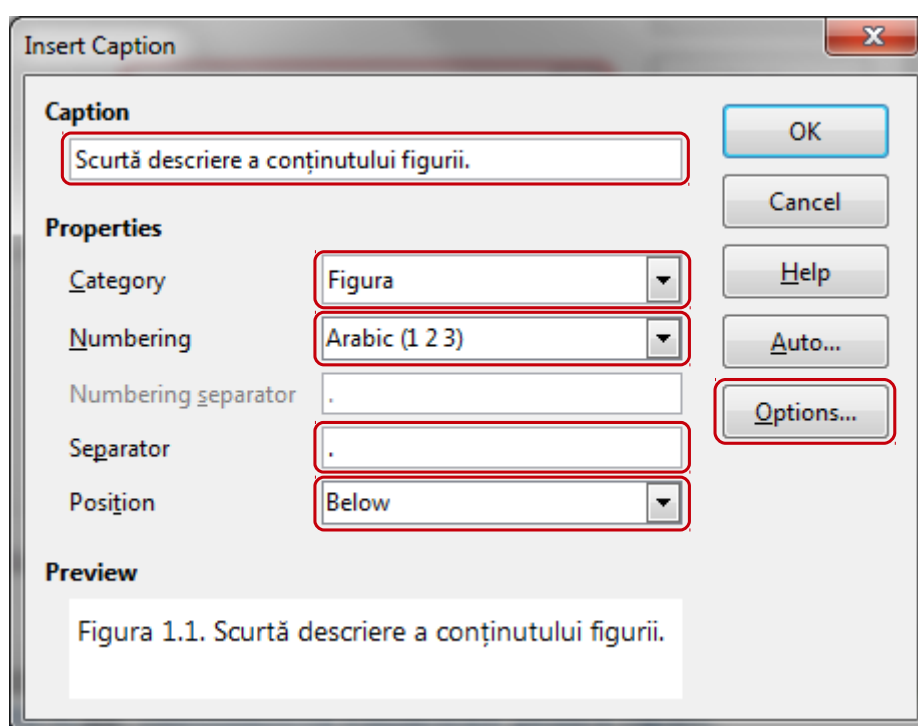 Insert Caption
Caption
Scurtă descriere a conținutului figurii.
OK
Cancel
Properties
Category
Figura
Help
Numbering
Arabic (1 2 3)
Auto...
Numbering separator
.
Options...
Separator
.
Position
Below
Preview
Figura 1.1. Scurtă descriere a conținutului figurii.